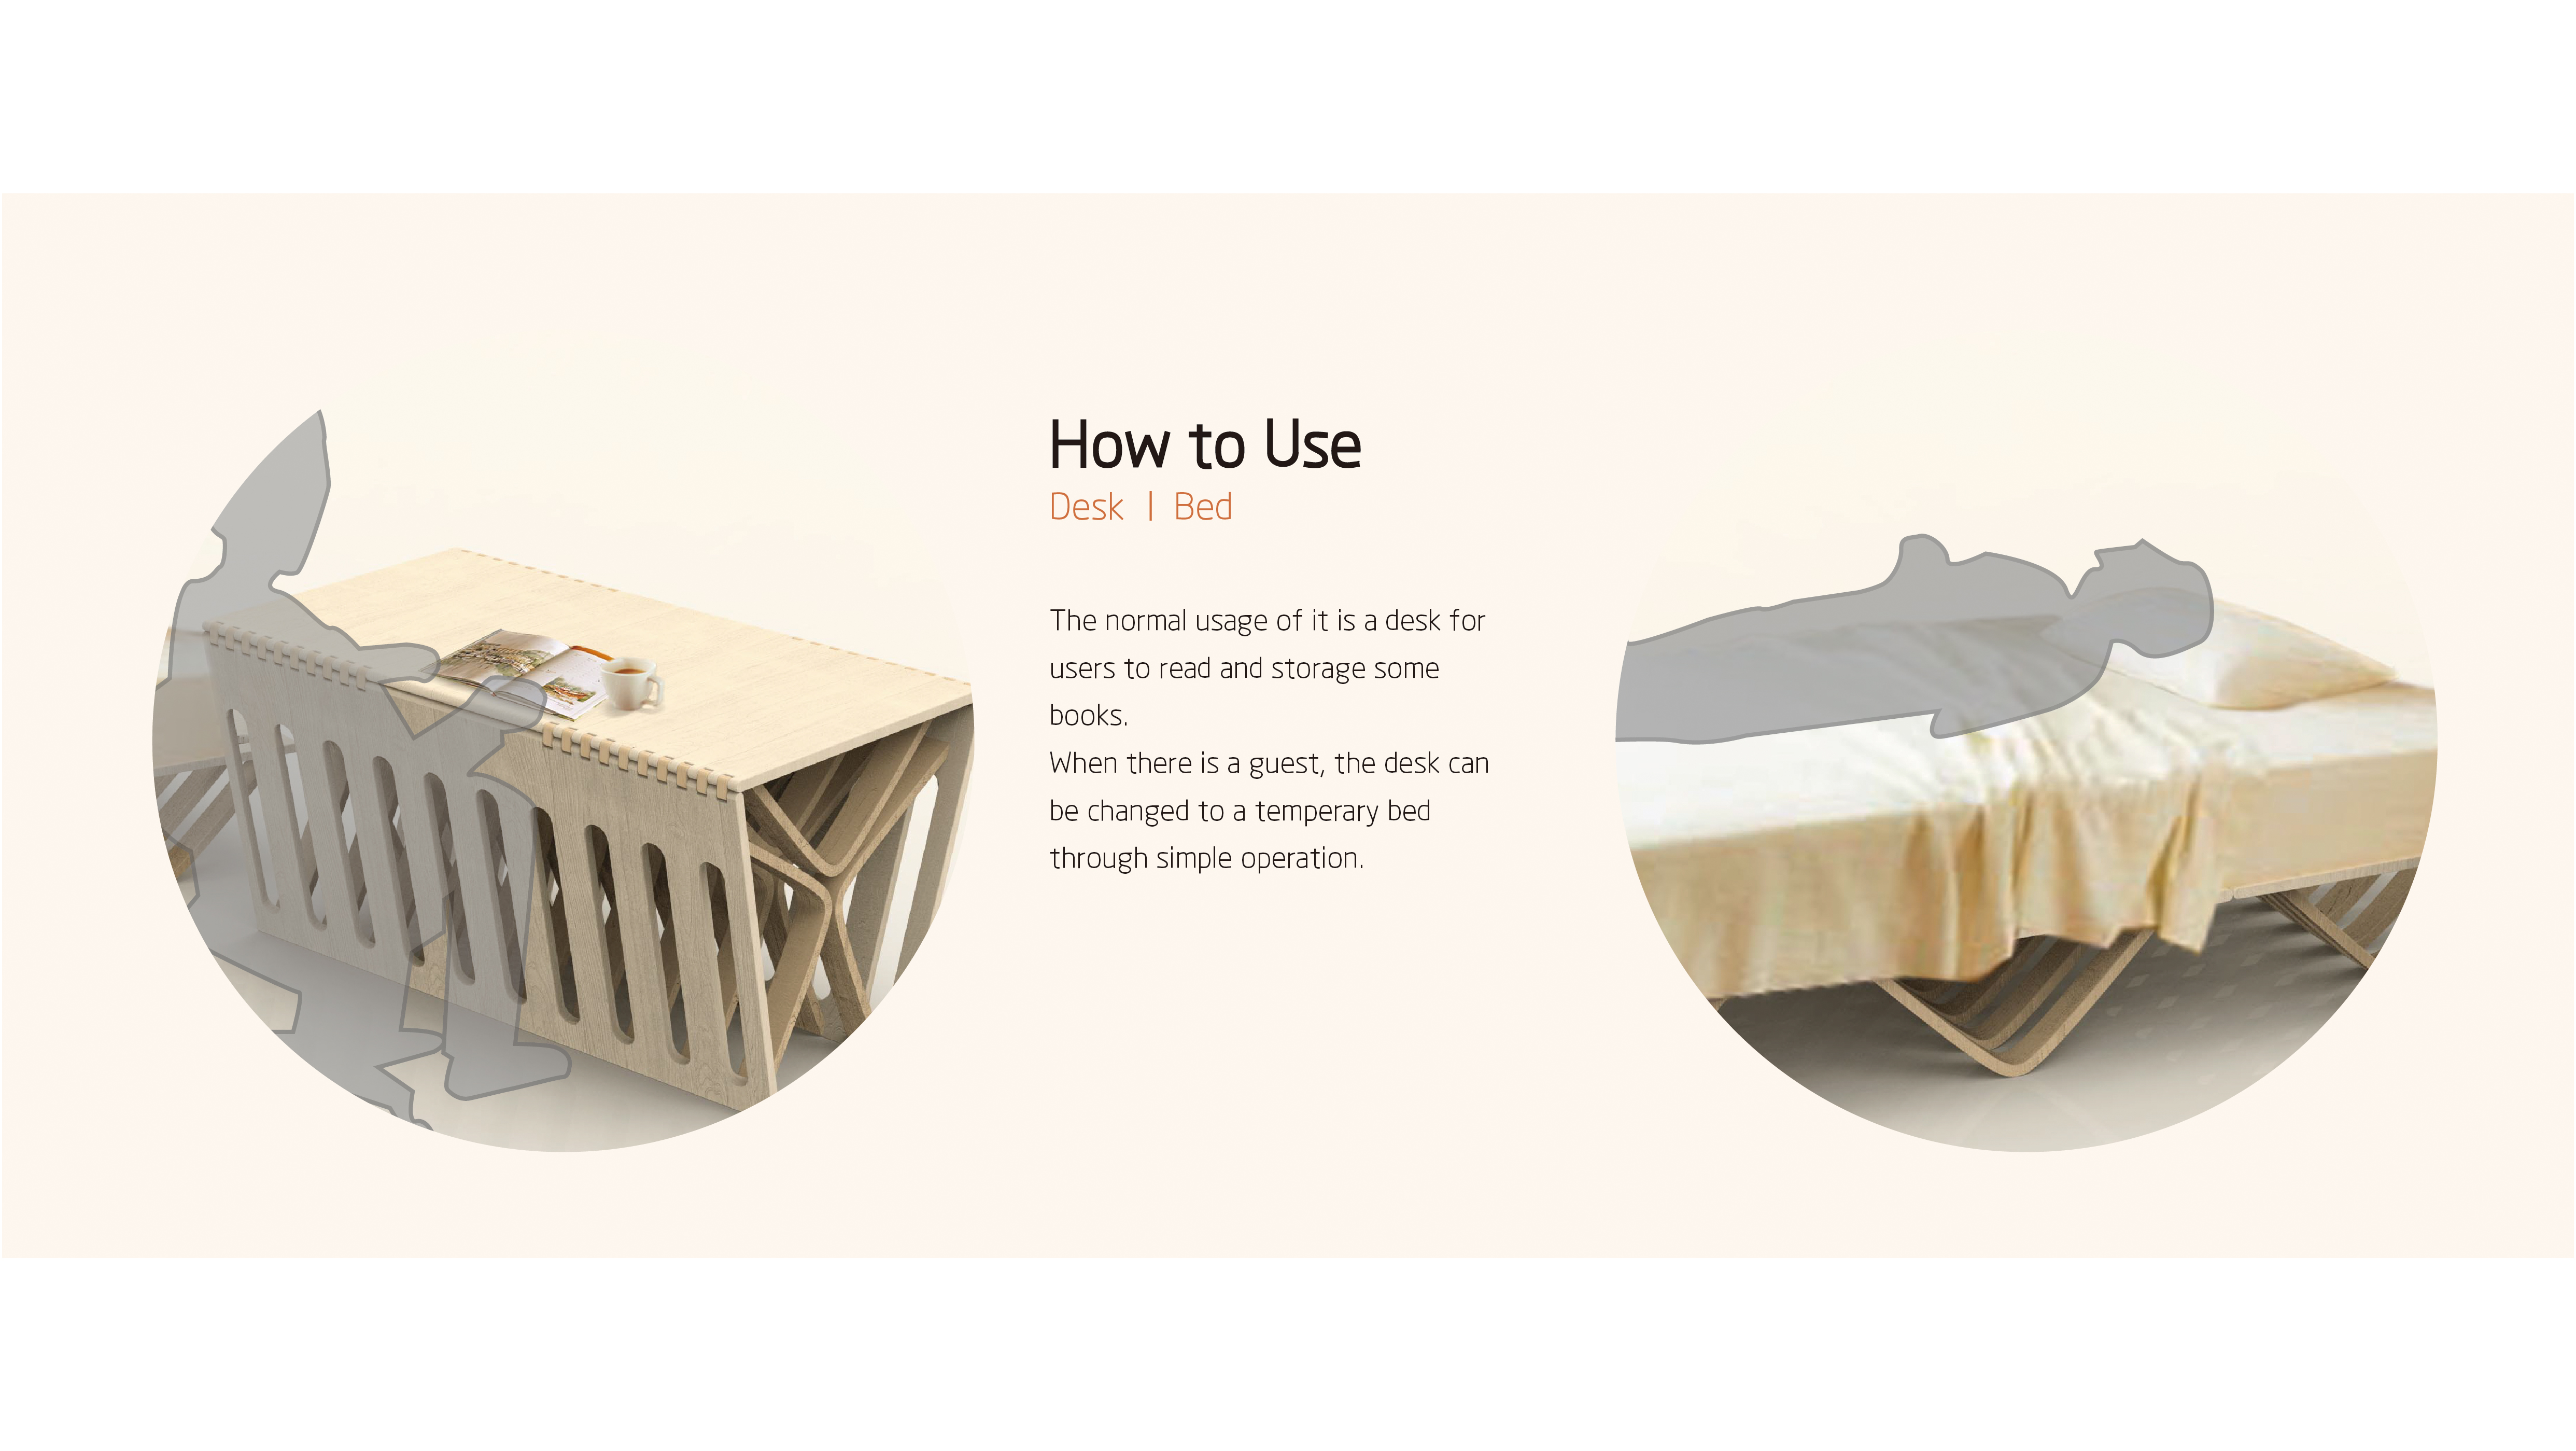 How to Use
Desk | Bed
The normal usage of it is a desk for
users to read and storage some
books.
When there is a guest, the desk can
be changed to a temperary bed
through simple operation.